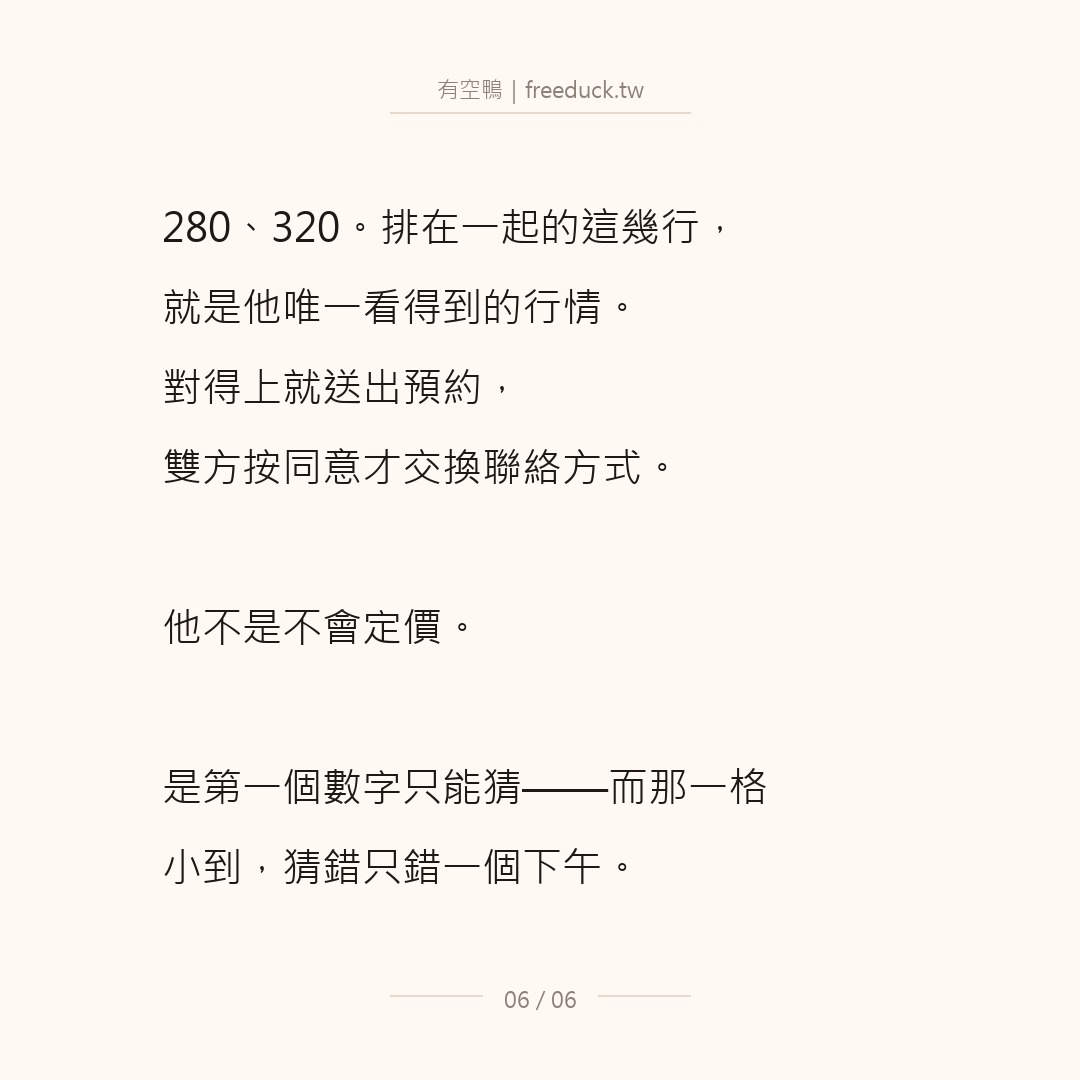 有空鴨 | freeduck.tw
280、320。排在一起的這幾行，
就是他唯一看得到的行情。
對得上就送出預約，
雙方按同意才交換聯絡方式。
他不是不會定價。
是第一個數字只能猜——而那一格
小到，猜錯只錯一個下午。
06 / 06